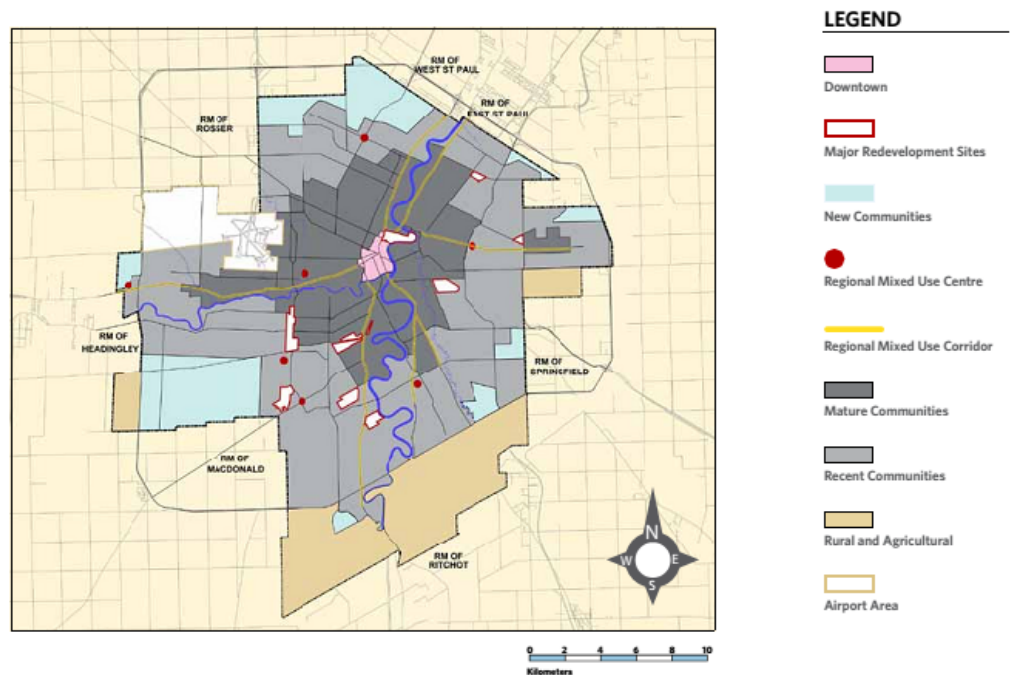 RM OF
WEST ST PAUL
RM OF
EAST ST PAUL
RM OF
ROSSER
RM OF
HEADINGLEY
RM OF
SPRINGFIELD
RM OF
MACDONALD
RM OF
RITCHOT
N
W
E
S
0 2 4 6 8 10
Kilometers
LEGEND
Downtown
Major Redevelopment Sites
New Communities
Regional Mixed Use Centre
Regional Mixed Use Corridor
Mature Communities
Recent Communities
Rural and Agricultural
Airport Area